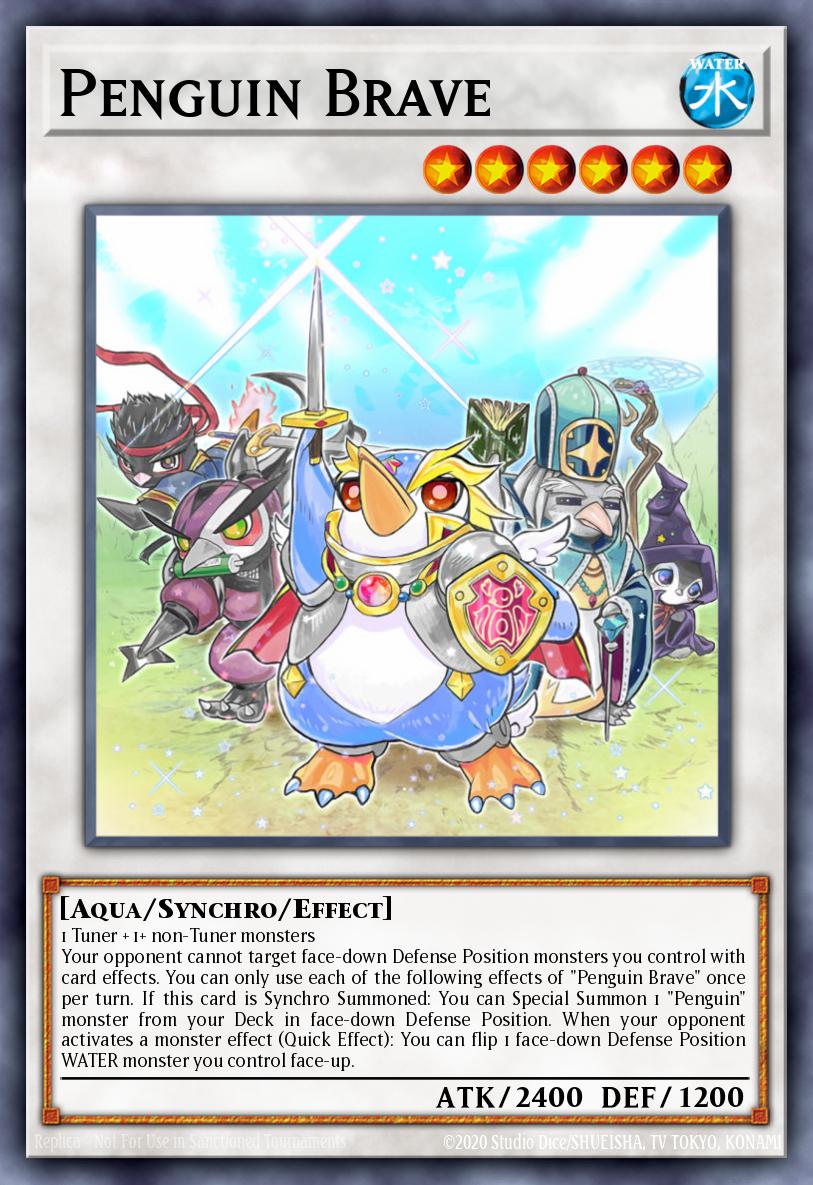 Penguin Brave
WATER
水
[Aqua/Synchro/Effect]
1 Tuner + 1+ non-Tuner monsters
Your opponent cannot target face-down Defense Position monsters you control with
card effects. You can only use each of the following effects of "Penguin Brave" once
per turn. If this card is Synchro Summoned: You can Special Summon 1 "Penguin"
monster from your Deck in face-down Defense Position. When your opponent
activates a monster effect (Quick Effect): You can flip 1 face-down Defense Position
WATER monster you control face-up.
ATK/2400 DEF/1200
Replica - Not For Use in Sanctioned Tournaments
©2020 Studio Dice/SHUEISHA, TV TOKYO, KONAMI